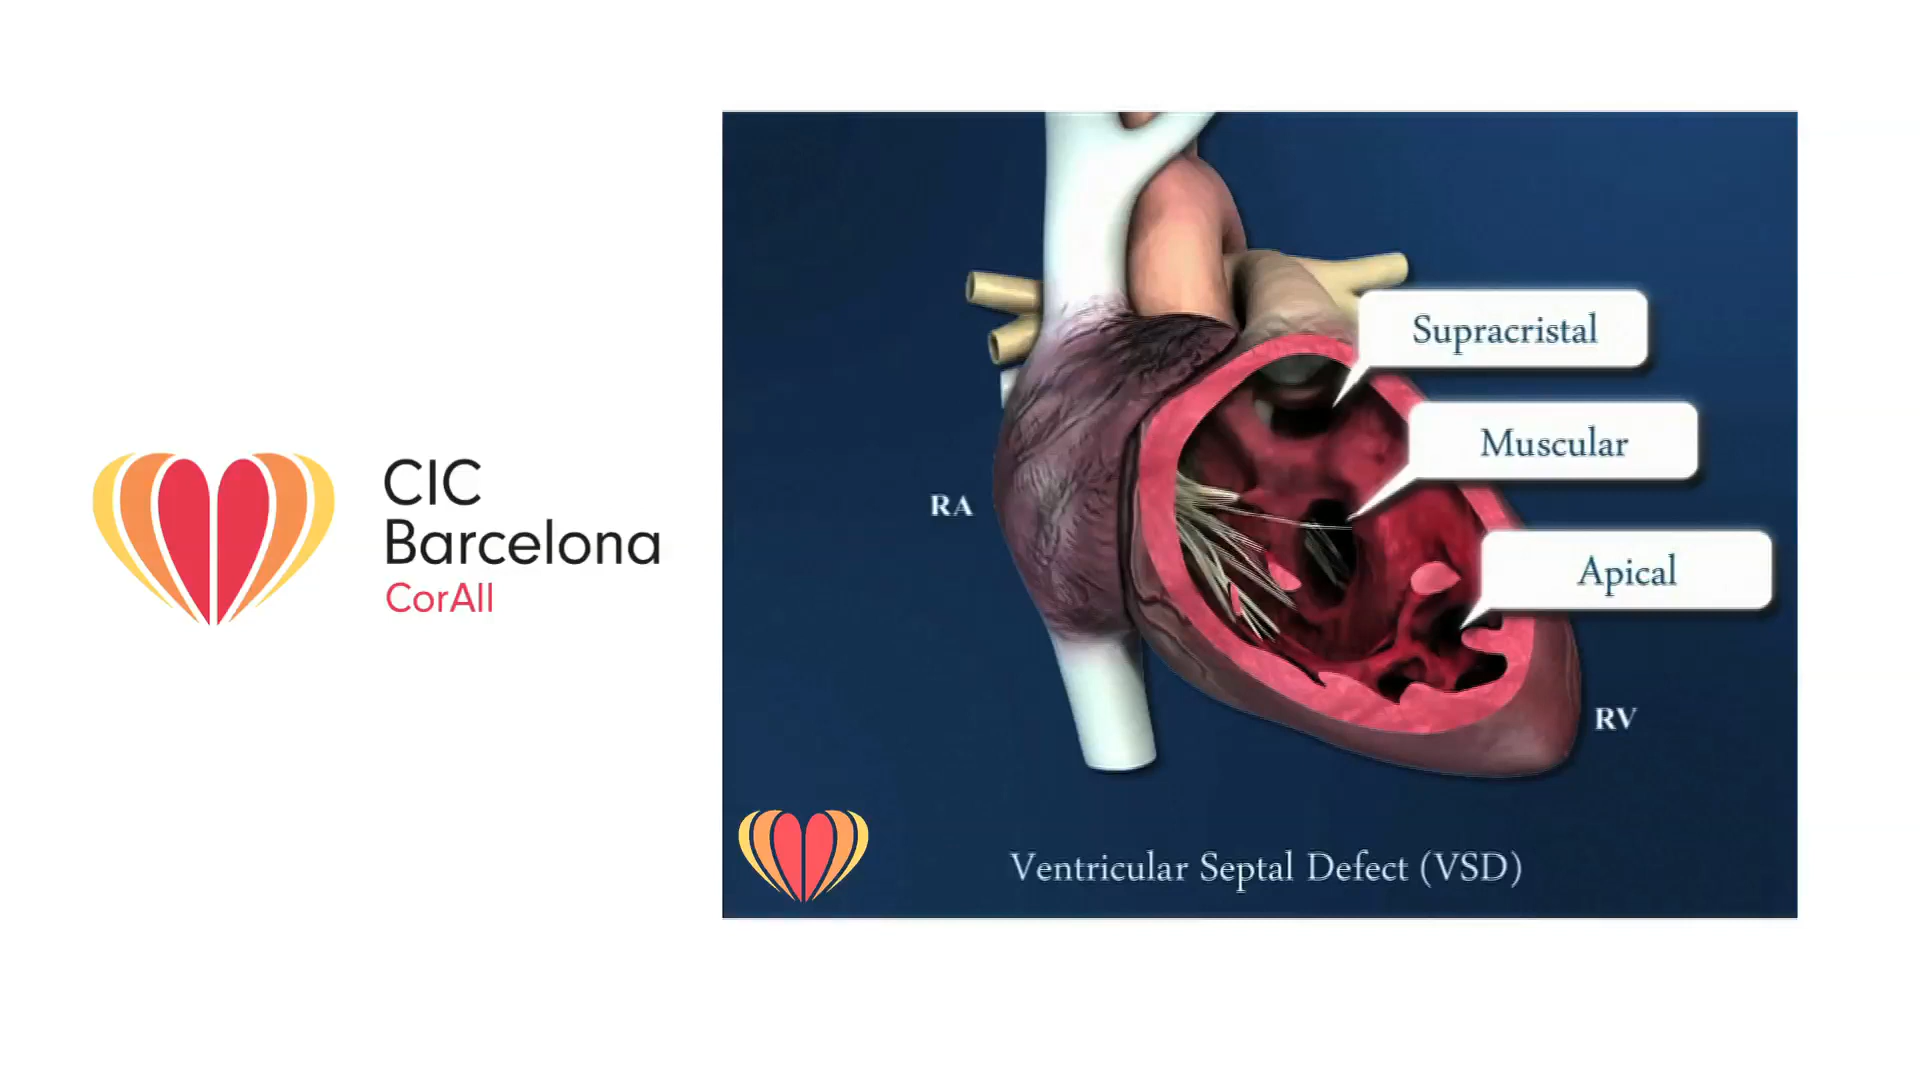 CIC
Barcelona
CorAll
Supracristal
Muscular
RA
Apical
RV
Ventricular Septal Defect (VSD)